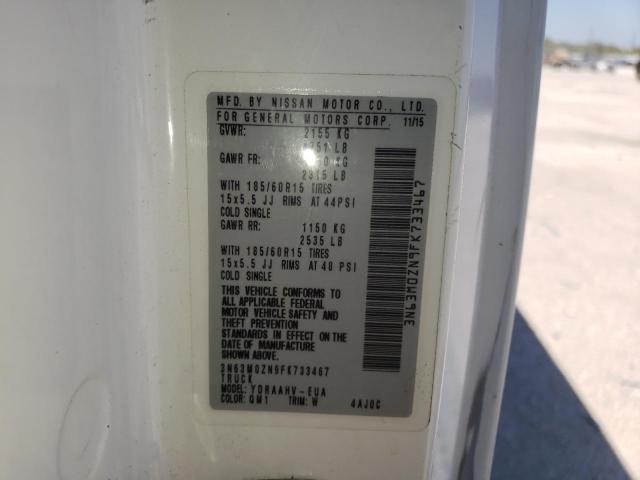 MFD. BY NISSAN MOTOR CO., LTD.
FOR GENERAL MOTORS CORP. 11/15
GVWR: 2155 KG
LB
GAWR FR: KG
2315 LB
WITH 185/60R15 TIRES
15x5.5 JJ RIMS AT 44PSI
COLD SINGLE
GAWR RR: 1150 KG
2535 LB
WITH 185/60R15 TIRES
15x5.5 JJ RIMS AT 48 PSI
COLD SINGLE
THIS VEHICLE CONFORMS TO
ALL APPLICABLE FEDERAL
MOTOR VEHICLE SAFETY AND
THEFT PREVENTION
STANDARDS IN EFFECT ON THE
DATE OF MANUFACTURE
SHOWN ABOVE.
3N63M0ZN9FK733467
TRUCK
MODEL: YDRAAHV-EUA
COLOR: QM1 TRIM: W 4AJ0C
3N63M0ZN9FK733467